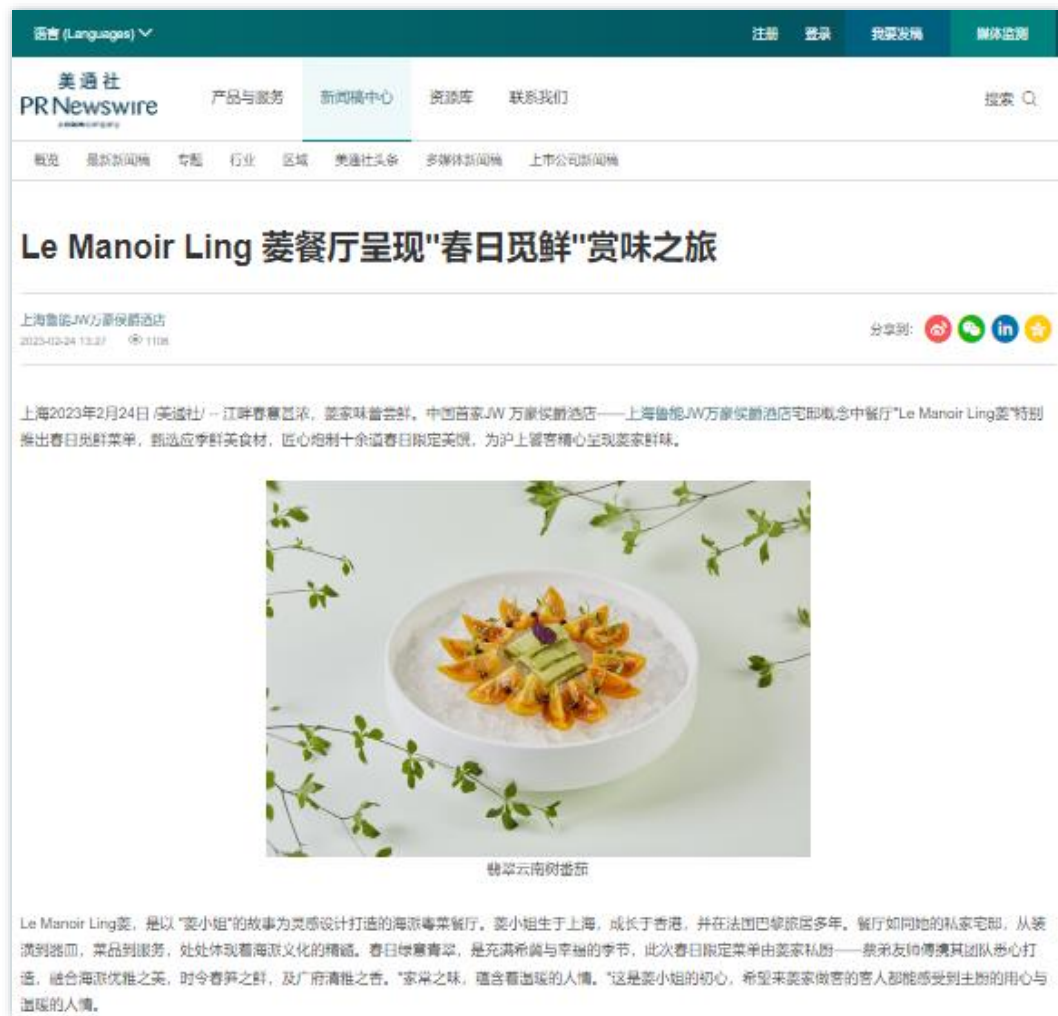 语言 (Languages)
注册 登录 我要发稿 媒体监测
美通社
PR Newswire
产品与服务 新闻稿中心 资源库 联系我们
搜索
概览 最新新闻稿 专题 行业 区域 美通社头条 多媒体新闻稿 上市公司新闻稿
Le Manoir Ling 菱餐厅呈现"春日觅鲜"赏味之旅
上海鲁能JW万豪侯爵酒店
2023-02-24 13:27 1106
分享到:
上海2023年2月24日 /美通社/ -- 江畔春意甚浓，菱家味蕾尝鲜。中国首家JW 万豪侯爵酒店——上海鲁能JW万豪侯爵酒店宅邸概念中餐厅"Le Manoir Ling菱"特别
推出春日觅鲜菜单，甄选应季鲜美食材，匠心炮制十余道春日限定美馔，为沪上饕客精心呈现菱家鲜味。
翡翠云南树番茄
Le Manoir Ling菱，是以 "菱小姐"的故事为灵感设计打造的海派粤菜餐厅。菱小姐生于上海，成长于香港，并在法国巴黎旅居多年。餐厅如同她的私家宅邸，从装
潢到器皿，菜品到服务，处处体现着海派文化的精髓。春日绿意青翠，是充满希冀与幸福的季节，此次春日限定菜单由菱家私厨——蔡弟友师傅携其团队悉心打
造，融合海派优雅之美，时令春笋之鲜，及广府清雅之香。"家常之味，蕴含着温暖的人情。"这是菱小姐的初心，希望来菱家做客的客人都能感受到主厨的用心与
温暖的人情。